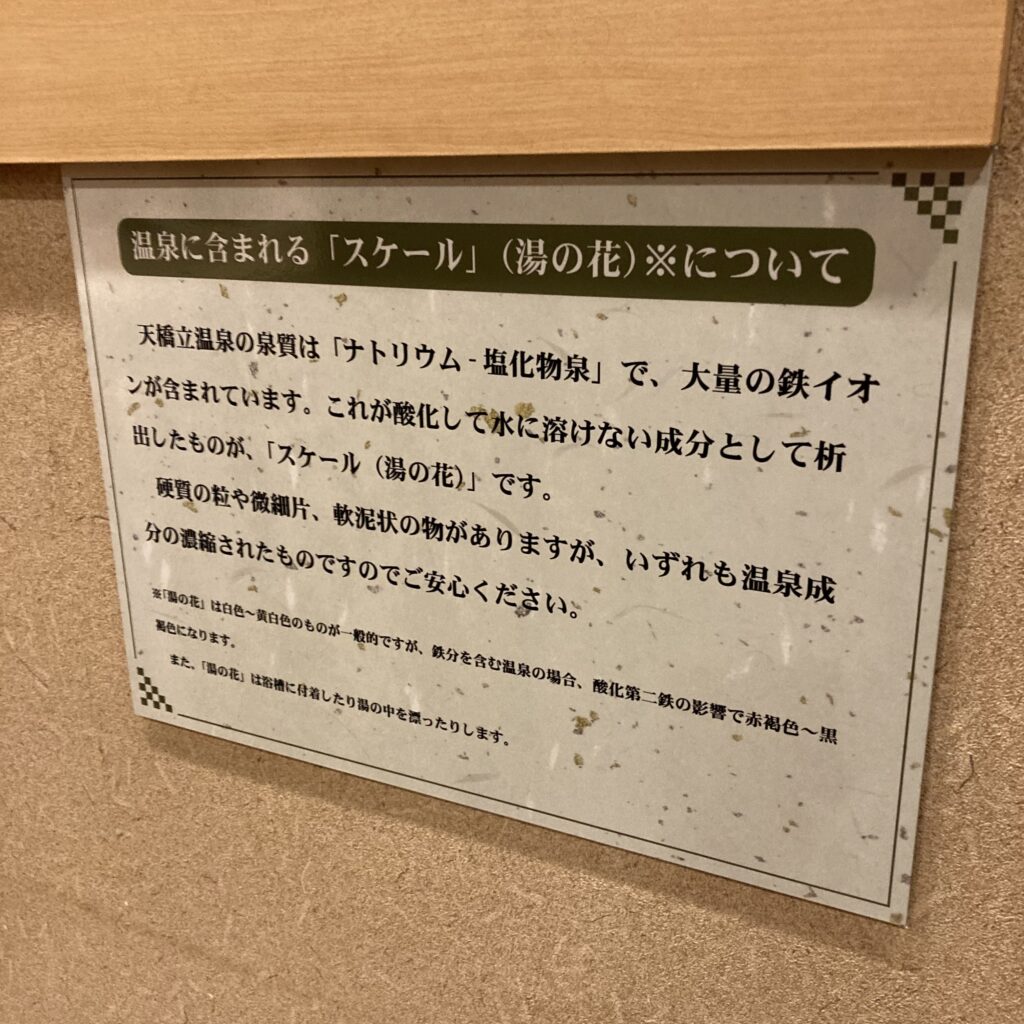 温泉に含まれる「スケール」(湯の花)※について
天橋立温泉の泉質は「ナトリウム-塩化物泉」で、大量の鉄イオ
ンが含まれています。これが酸化して水に溶けない成分として析
出したものが、「スケール(湯の花)」です。
硬質の粒や微細片、軟泥状の物がありますが、いずれも温泉成
分の濃縮されたものですのでご安心ください。
※「湯の花」は白色~黄白色のものが一般的ですが、鉄分を含む温泉の場合、酸化第二鉄の影響で赤褐色~黒
褐色になります。
また、「湯の花」は浴槽に付着したり湯の中を漂ったりします。